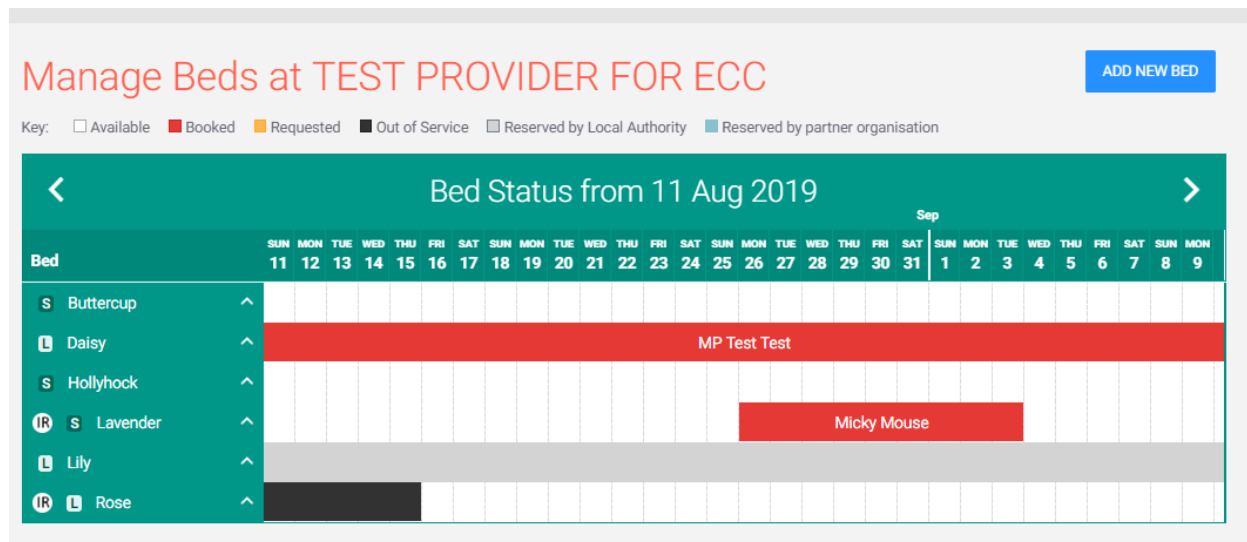 Manage Beds at TEST PROVIDER FOR ECC
ADD NEW BED
Key: Available Booked Requested Out of Service Reserved by Local Authority Reserved by partner organisation
Bed Status from 11 Aug 2019
Sep
SUN MON TUE WED THU FRI SAT SUN MON TUE WED THU FRI SAT SUN MON TUE WED THU FRI SAT SUN MON TUE WED THU FRI SAT SUN MON
Bed 11 12 13 14 15 16 17 18 19 20 21 22 23 24 25 26 27 28 29 30 31 1 2 3 4 5 6 7 8 9
S Buttercup
L Daisy MP Test Test
S Hollyhock
IR S Lavender Micky Mouse
L Lily
IR L Rose